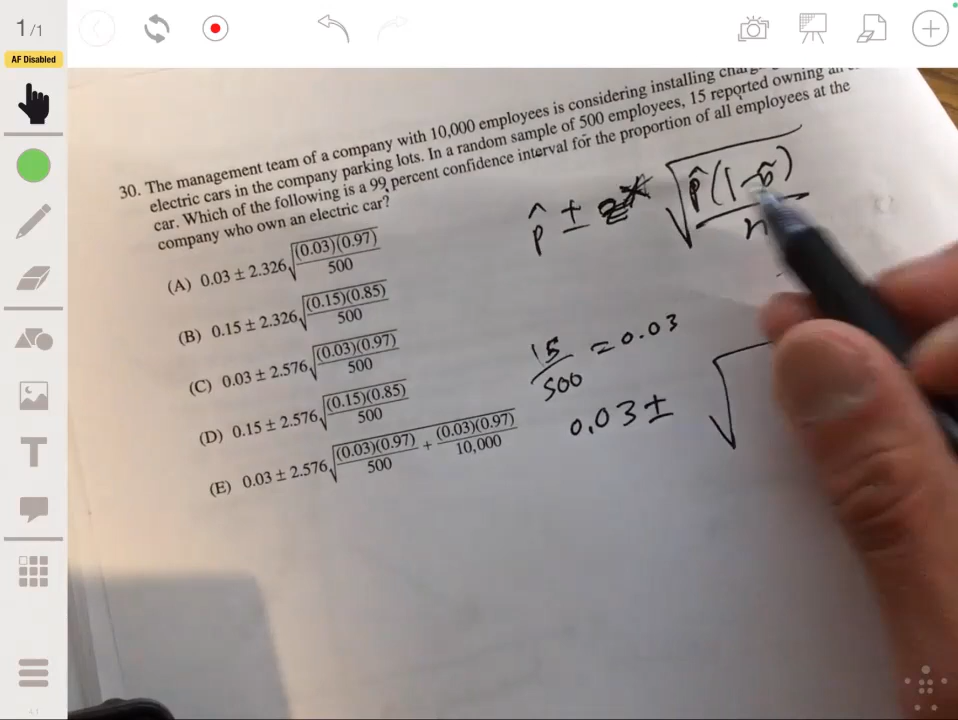 1/1
AF Disabled
30. The management team of a company with 10,000 employees is considering installing
electric cars in the company parking lots. In a random sample of 500 employees, 15 reported owning an
car. Which of the following is a 99 percent confidence interval for the proportion of all employees at the
company who own an electric car?
(A) 0.03 ± 2.326√((0.03)(0.97)/500)
(B) 0.15 ± 2.326√((0.15)(0.85)/500)
(C) 0.03 ± 2.576√((0.03)(0.97)/500)
(D) 0.15 ± 2.576√((0.15)(0.85)/500)
(E) 0.03 ± 2.576√((0.03)(0.97)/500 + (0.03)(0.97)/10,000)
p̂ ± z* √(p̂(1-p̂)/n)
15/500 = 0.03
0.03 ± √
T